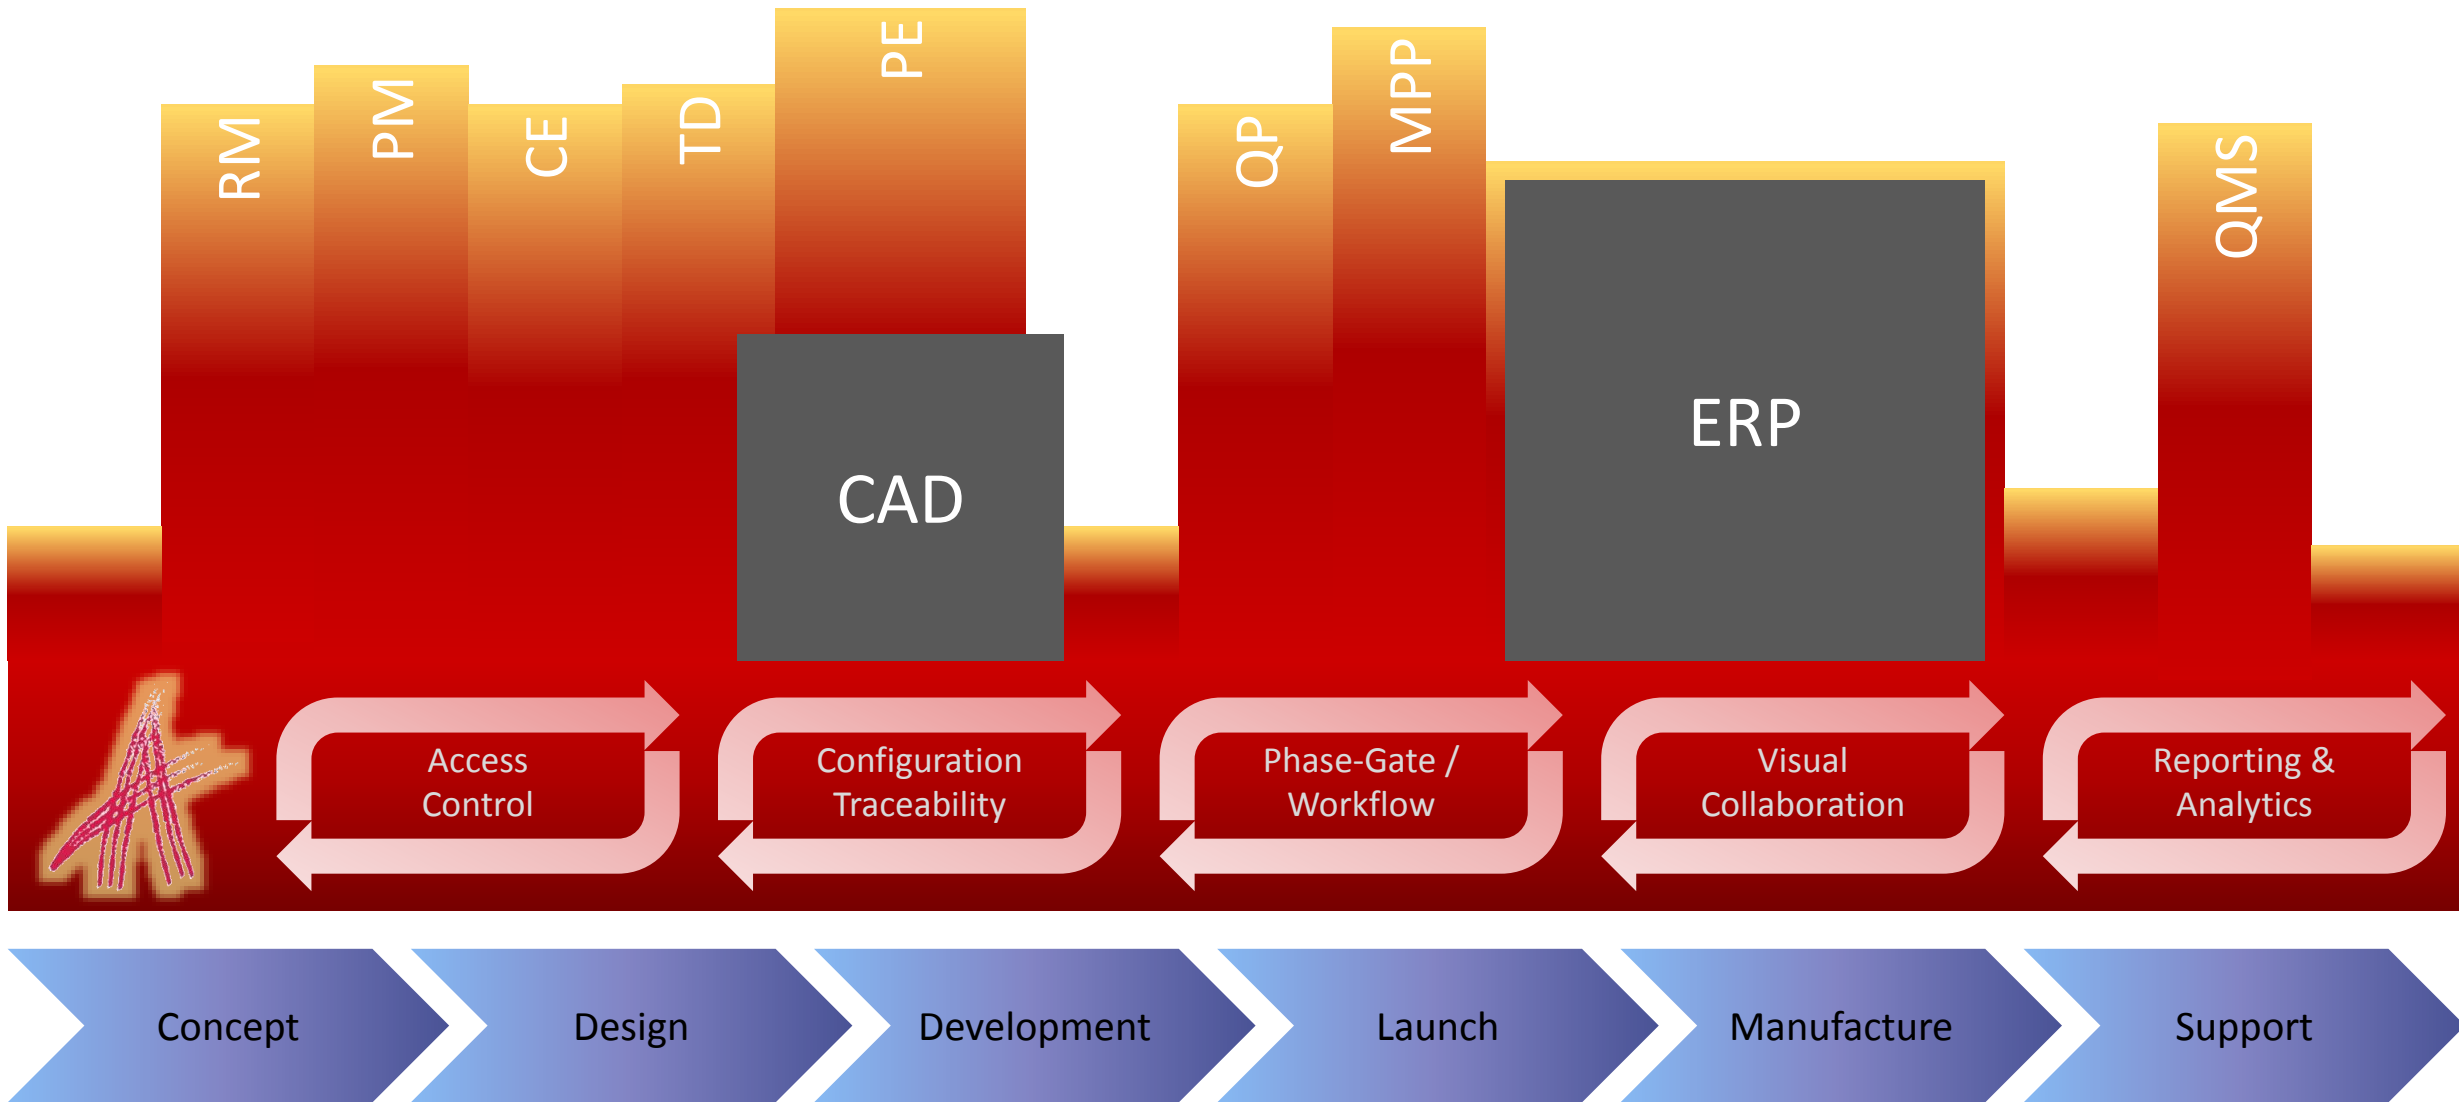 RM
PM
CE
TD
PE
QP
MPP
QMS
CAD
ERP
Access
Control
Configuration
Traceability
Phase-Gate /
Workflow
Visual
Collaboration
Reporting &
Analytics
Concept
Design
Development
Launch
Manufacture
Support